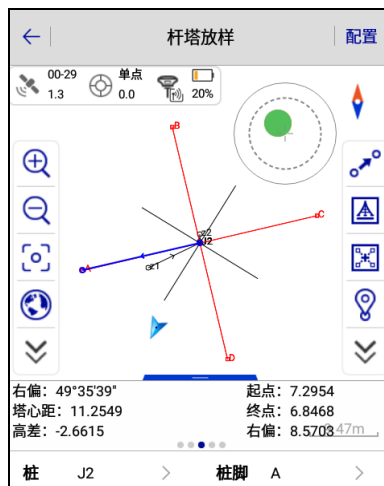 杆塔放样
配置
00-29
1.3
单点
0.0
20%
B
C
z2
J2
A
z1
D
右偏: 49°35'39"
起点: 7.2954
塔心距: 11.2549
终点: 6.8468
高差: -2.6615
右偏: 8.5703
桩 J2
桩脚 A